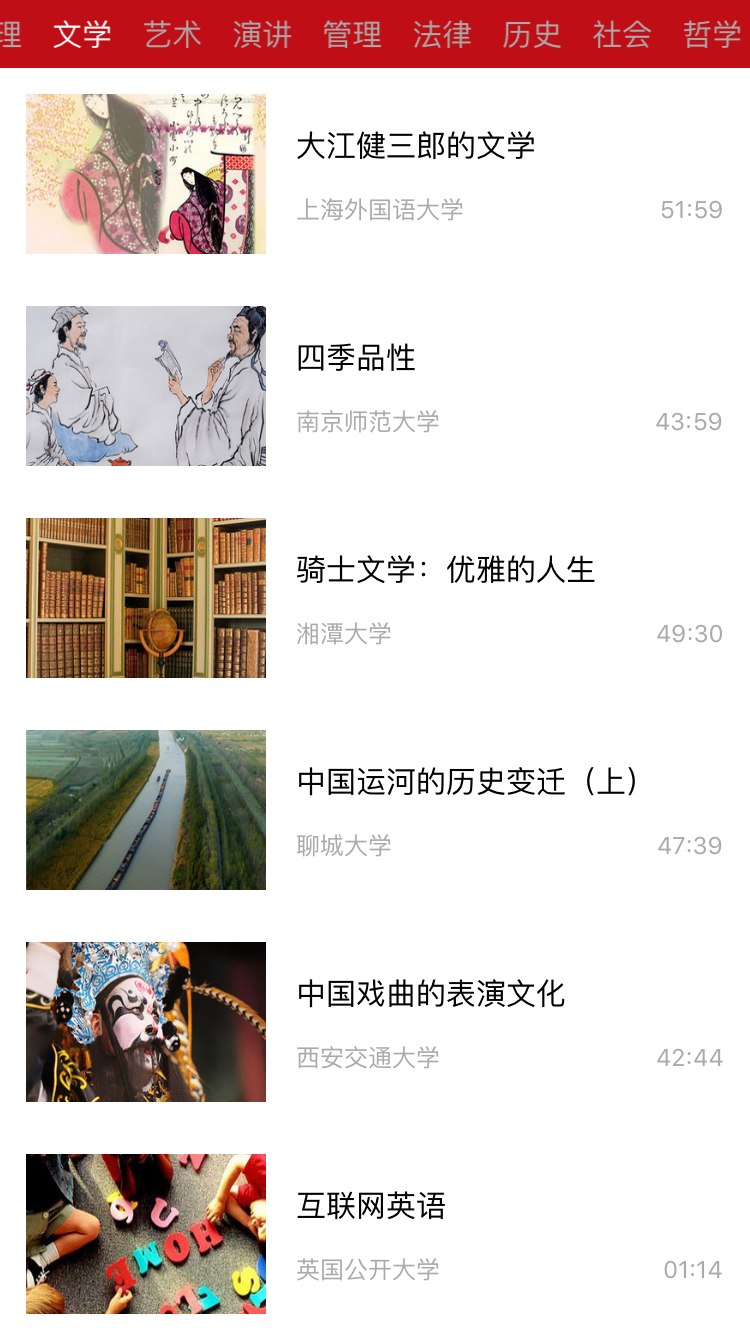 理 文学 艺术 演讲 管理 法律 历史 社会 哲学
大江健三郎的文学
上海外国语大学 51:59
四季品性
南京师范大学 43:59
骑士文学：优雅的人生
湘潭大学 49:30
中国运河的历史变迁（上）
聊城大学 47:39
中国戏曲的表演文化
西安交通大学 42:44
互联网英语
HOME
英国公开大学 01:14